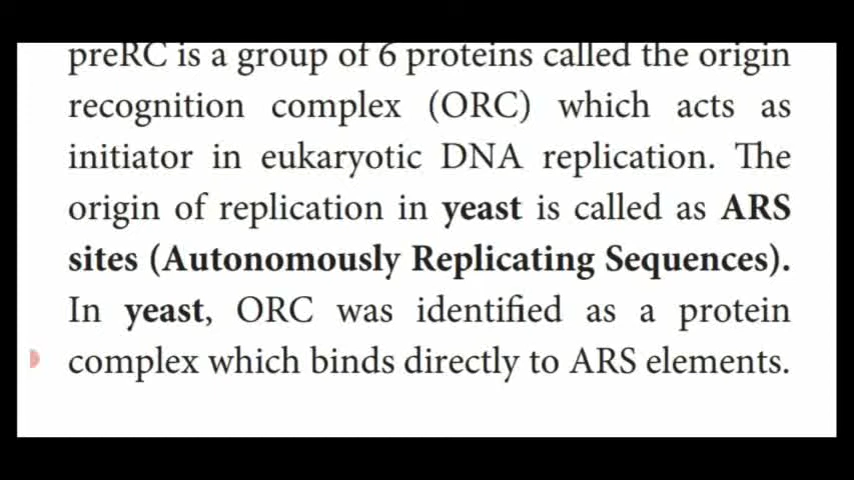 preRC is a group of 6 proteins called the origin
recognition complex (ORC) which acts as
initiator in eukaryotic DNA replication. The
origin of replication in yeast is called as ARS
sites (Autonomously Replicating Sequences).
In yeast, ORC was identified as a protein
complex which binds directly to ARS elements.